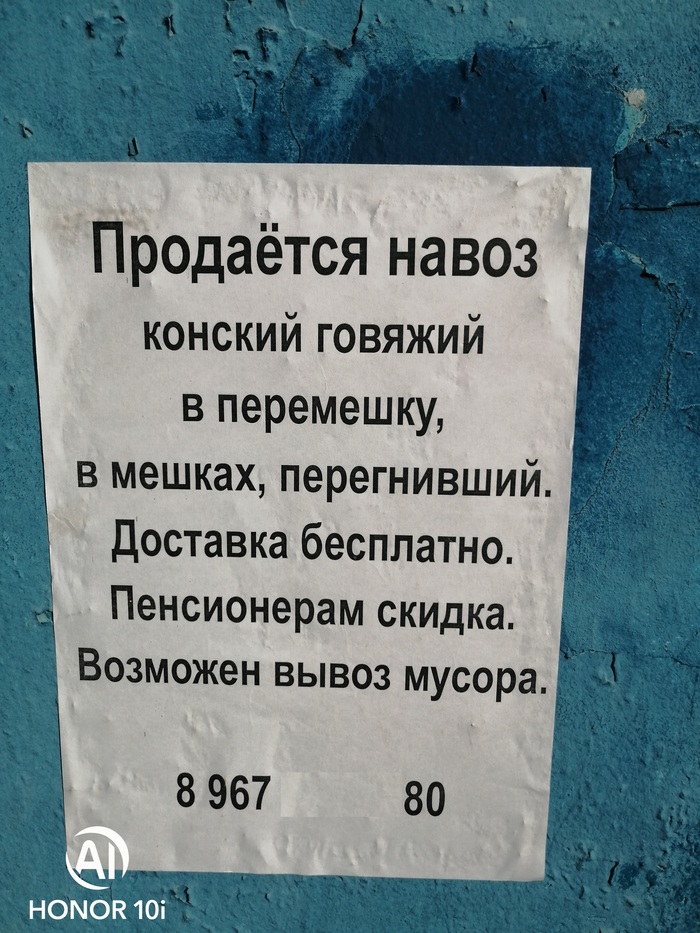 Продаётся навоз
конский говяжий
в перемешку,
в мешках, перегнивший.
Доставка бесплатно.
Пенсионерам скидка.
Возможен вывоз мусора.
8 967 80
AI
HONOR 10i